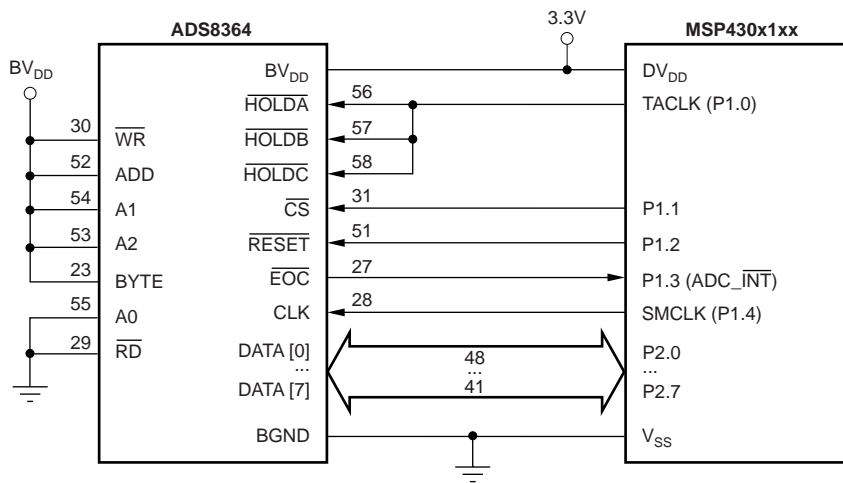 ADS8364
3.3V
MSP430x1xx
BVDD
BVDD
DVDD
56
HOLDA
TACLK (P1.0)
30
WR
57
HOLDB
52
ADD
58
HOLDC
54
A1
31
CS
P1.1
53
A2
51
RESET
P1.2
23
BYTE
27
EOC
P1.3 (ADC_INT)
55
A0
28
CLK
SMCLK (P1.4)
29
RD
DATA [0]
48
P2.0
...
...
...
DATA [7]
41
P2.7
BGND
VSS